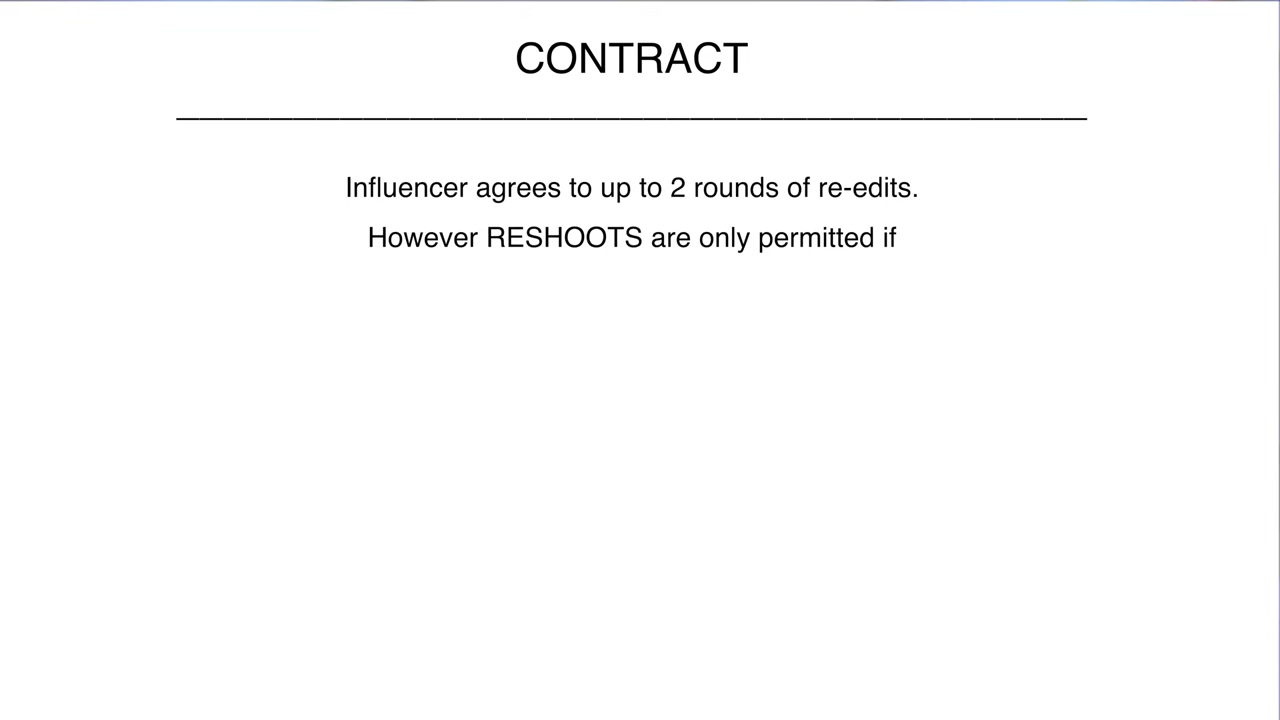 CONTRACT
Influencer agrees to up to 2 rounds of re-edits.
However RESHOOTS are only permitted if